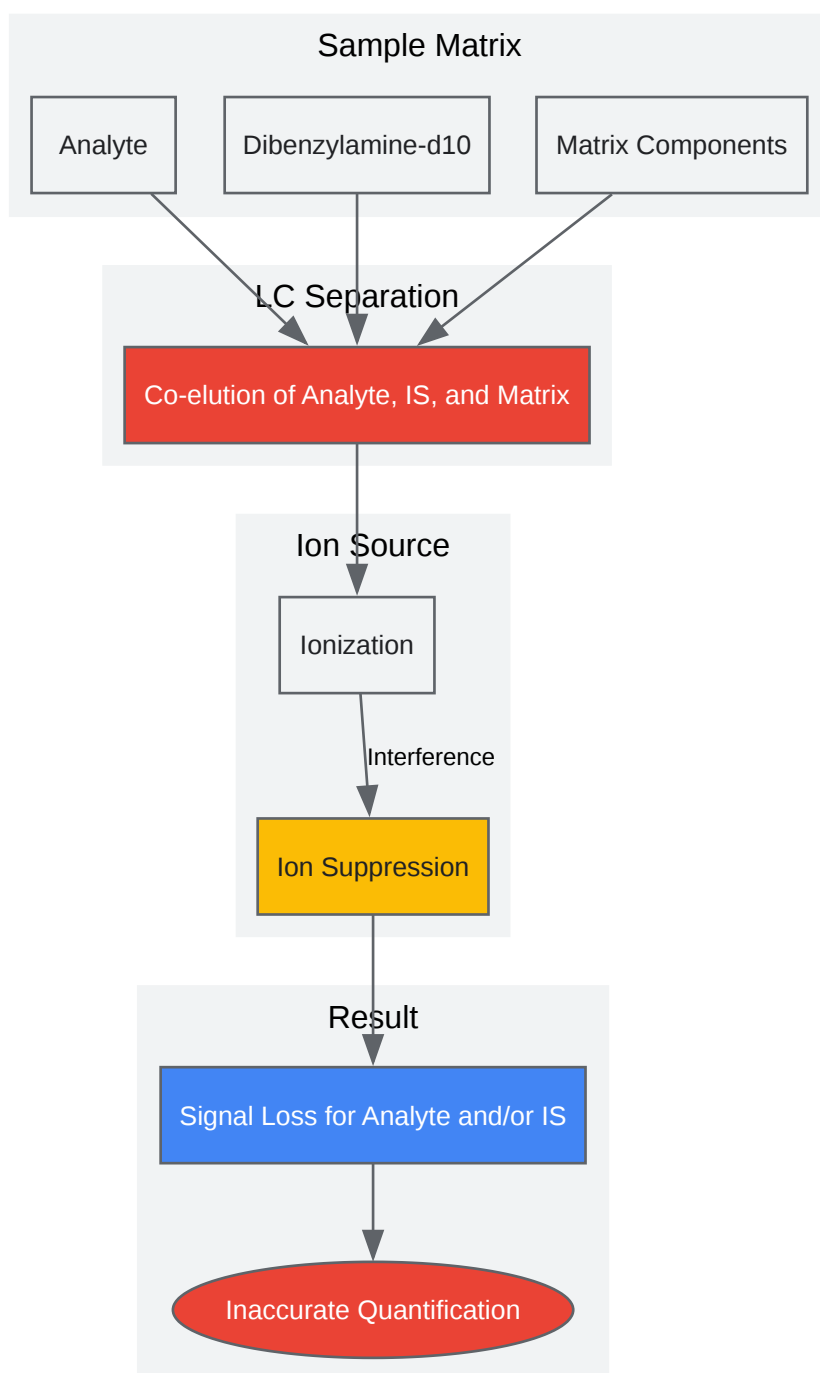 Sample Matrix
Analyte
Dibenzylamine-d10
Matrix Components
LC Separation
Co-elution of Analyte, IS, and Matrix
Ion Source
Ionization
Interference
Ion Suppression
Result
Signal Loss for Analyte and/or IS
Inaccurate Quantification